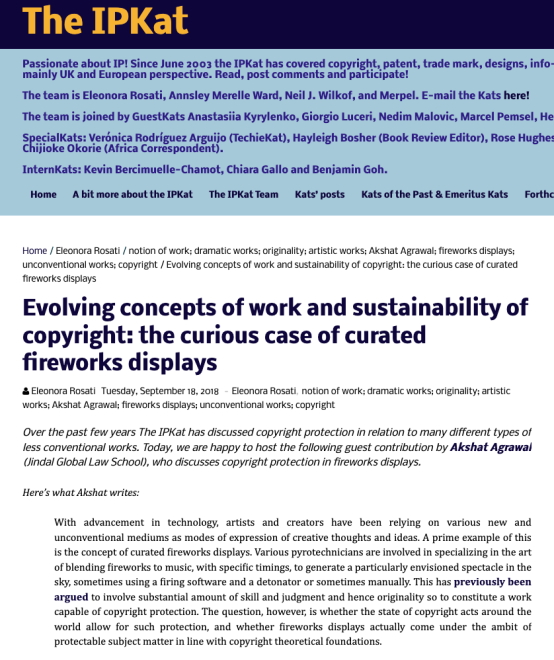 The IPKat
Passionate about IP! Since June 2003 the IPKat has covered copyright, patent, trade mark, designs, info-
mainly UK and European perspective. Read, post comments and participate!
The team is Eleonora Rosati, Annsley Merelle Ward, Neil J. Wilkof, and Merpel. E-mail the Kats here!
The team is joined by GuestKats Anastasiia Kyrylenko, Giorgio Luceri, Nedim Malovic, Marcel Pemsel, He
SpecialKats: Verónica Rodríguez Arguijo (TechieKat), Hayleigh Bosher (Book Review Editor), Rose Hughes
Chijioke Okorie (Africa Correspondent).
InternKats: Kevin Bercimuelle-Chamot, Chiara Gallo and Benjamin Goh.
Home A bit more about the IPKat The IPKat Team Kats' posts Kats of the Past & Emeritus Kats Forthc
Home / Eleonora Rosati / notion of work; dramatic works; originality; artistic works; Akshat Agrawal; fireworks displays;
unconventional works; copyright / Evolving concepts of work and sustainability of copyright: the curious case of curated
fireworks displays
Evolving concepts of work and sustainability of
copyright: the curious case of curated
fireworks displays
Eleonora Rosati Tuesday, September 18, 2018 - Eleonora Rosati, notion of work; dramatic works; originality; artistic
works; Akshat Agrawal; fireworks displays; unconventional works; copyright
Over the past few years The IPKat has discussed copyright protection in relation to many different types of
less conventional works. Today, we are happy to host the following guest contribution by Akshat Agrawal
(Jindal Global Law School), who discusses copyright protection in fireworks displays.
Here's what Akshat writes:
With advancement in technology, artists and creators have been relying on various new and
unconventional mediums as modes of expression of creative thoughts and ideas. A prime example of this
is the concept of curated fireworks displays. Various pyrotechnicians are involved in specializing in the art
of blending fireworks to music, with specific timings, to generate a particularly envisioned spectacle in the
sky, sometimes using a firing software and a detonator or sometimes manually. This has previously been
argued to involve substantial amount of skill and judgment and hence originality so to constitute a work
capable of copyright protection. The question, however, is whether the state of copyright acts around the
world allow for such protection, and whether fireworks displays actually come under the ambit of
protectable subject matter in line with copyright theoretical foundations.